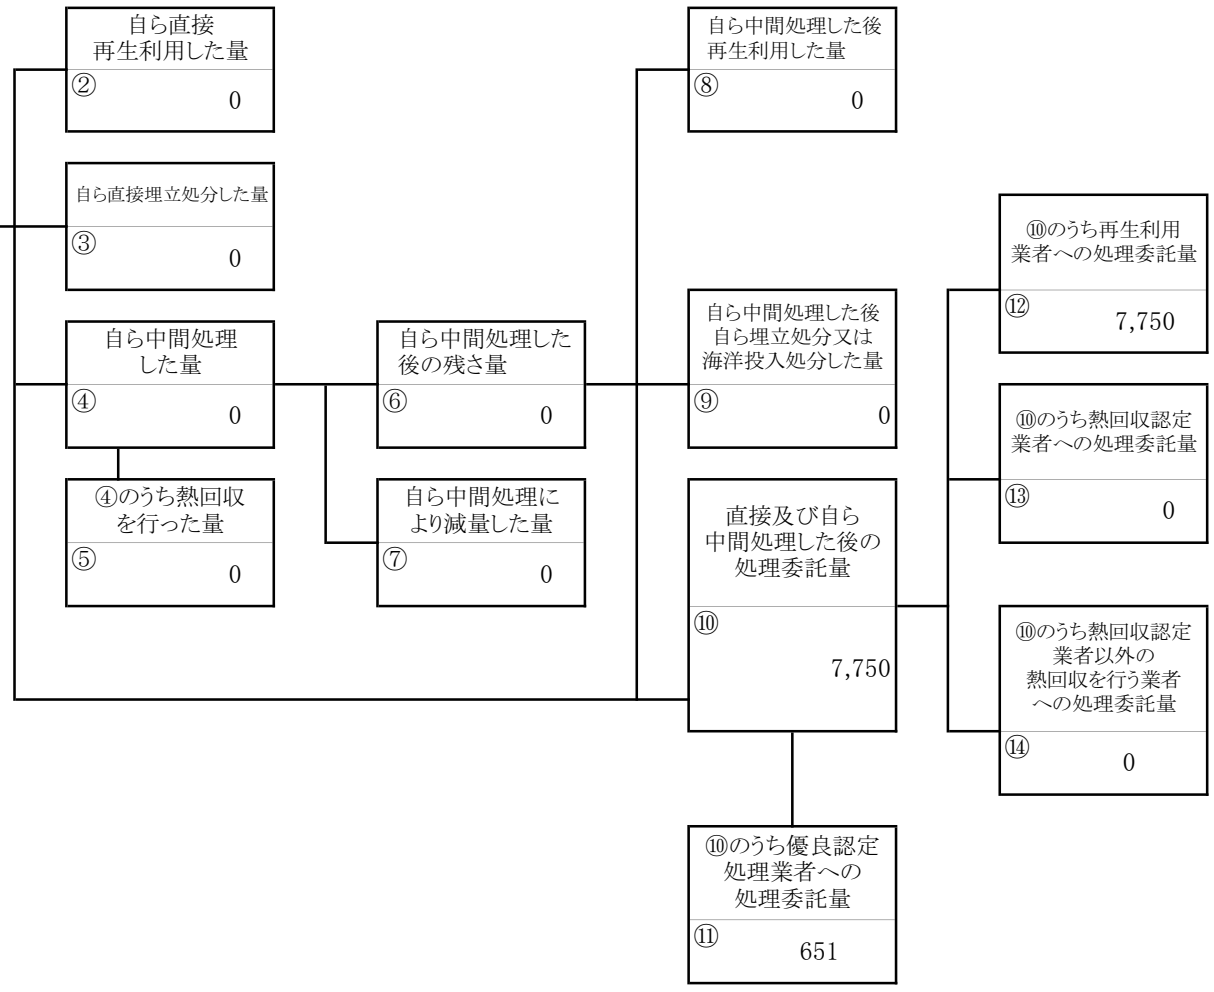 自ら直接
再生利用した量
②
0
自ら直接埋立処分した量
③
0
自ら中間処理
した量
④
0
④のうち熱回収
を行った量
⑤
0
自ら中間処理した
後の残さ量
⑥
0
自ら中間処理に
より減量した量
⑦
0
自ら中間処理した後
再生利用した量
⑧
0
自ら中間処理した後
自ら埋立処分又は
海洋投入処分した量
⑨
0
直接及び自ら
中間処理した後の
処理委託量
⑩
7,750
⑩のうち優良認定
処理業者への
処理委託量
⑪
651
⑩のうち再生利用
業者への処理委託量
⑫
7,750
⑩のうち熱回収認定
業者への処理委託量
⑬
0
⑩のうち熱回収認定
業者以外の
熱回収を行う業者
への処理委託量
⑭
0